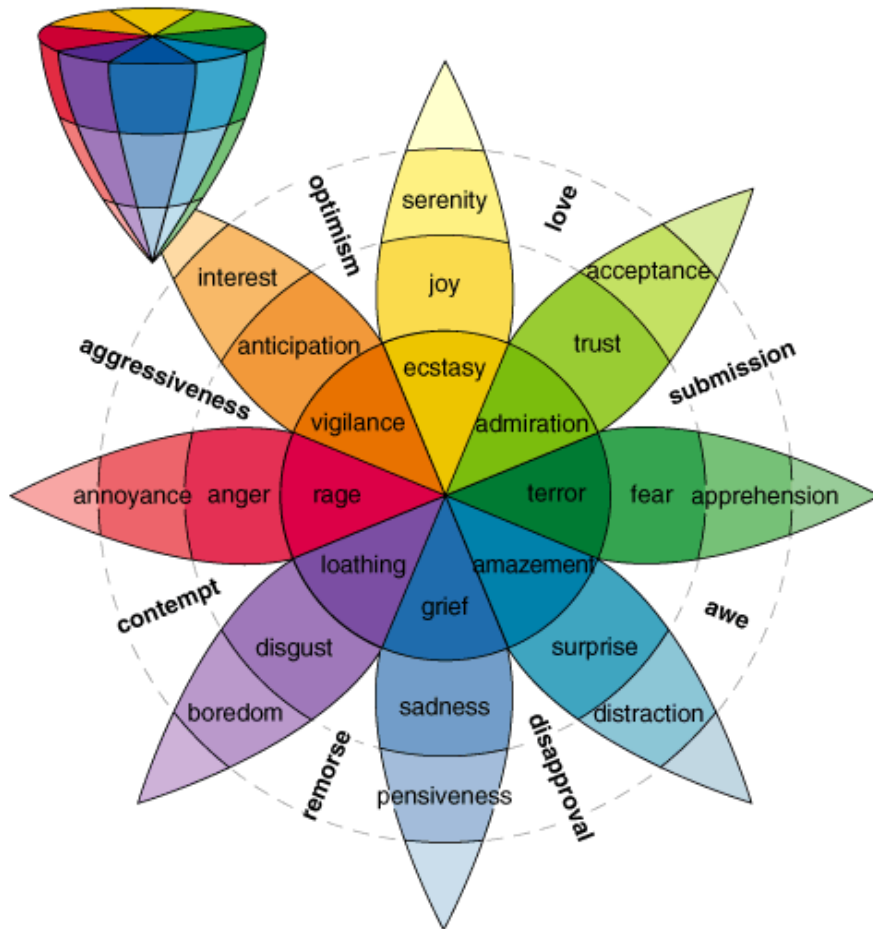 optimism
love
serenity
interest
acceptance
joy
anticipation
trust
aggressiveness
submission
ecstasy
vigilance
admiration
annoyance
anger
rage
terror
fear
apprehension
loathing
amazement
contempt
grief
awe
disgust
surprise
boredom
sadness
distraction
remorse
disapproval
pensiveness